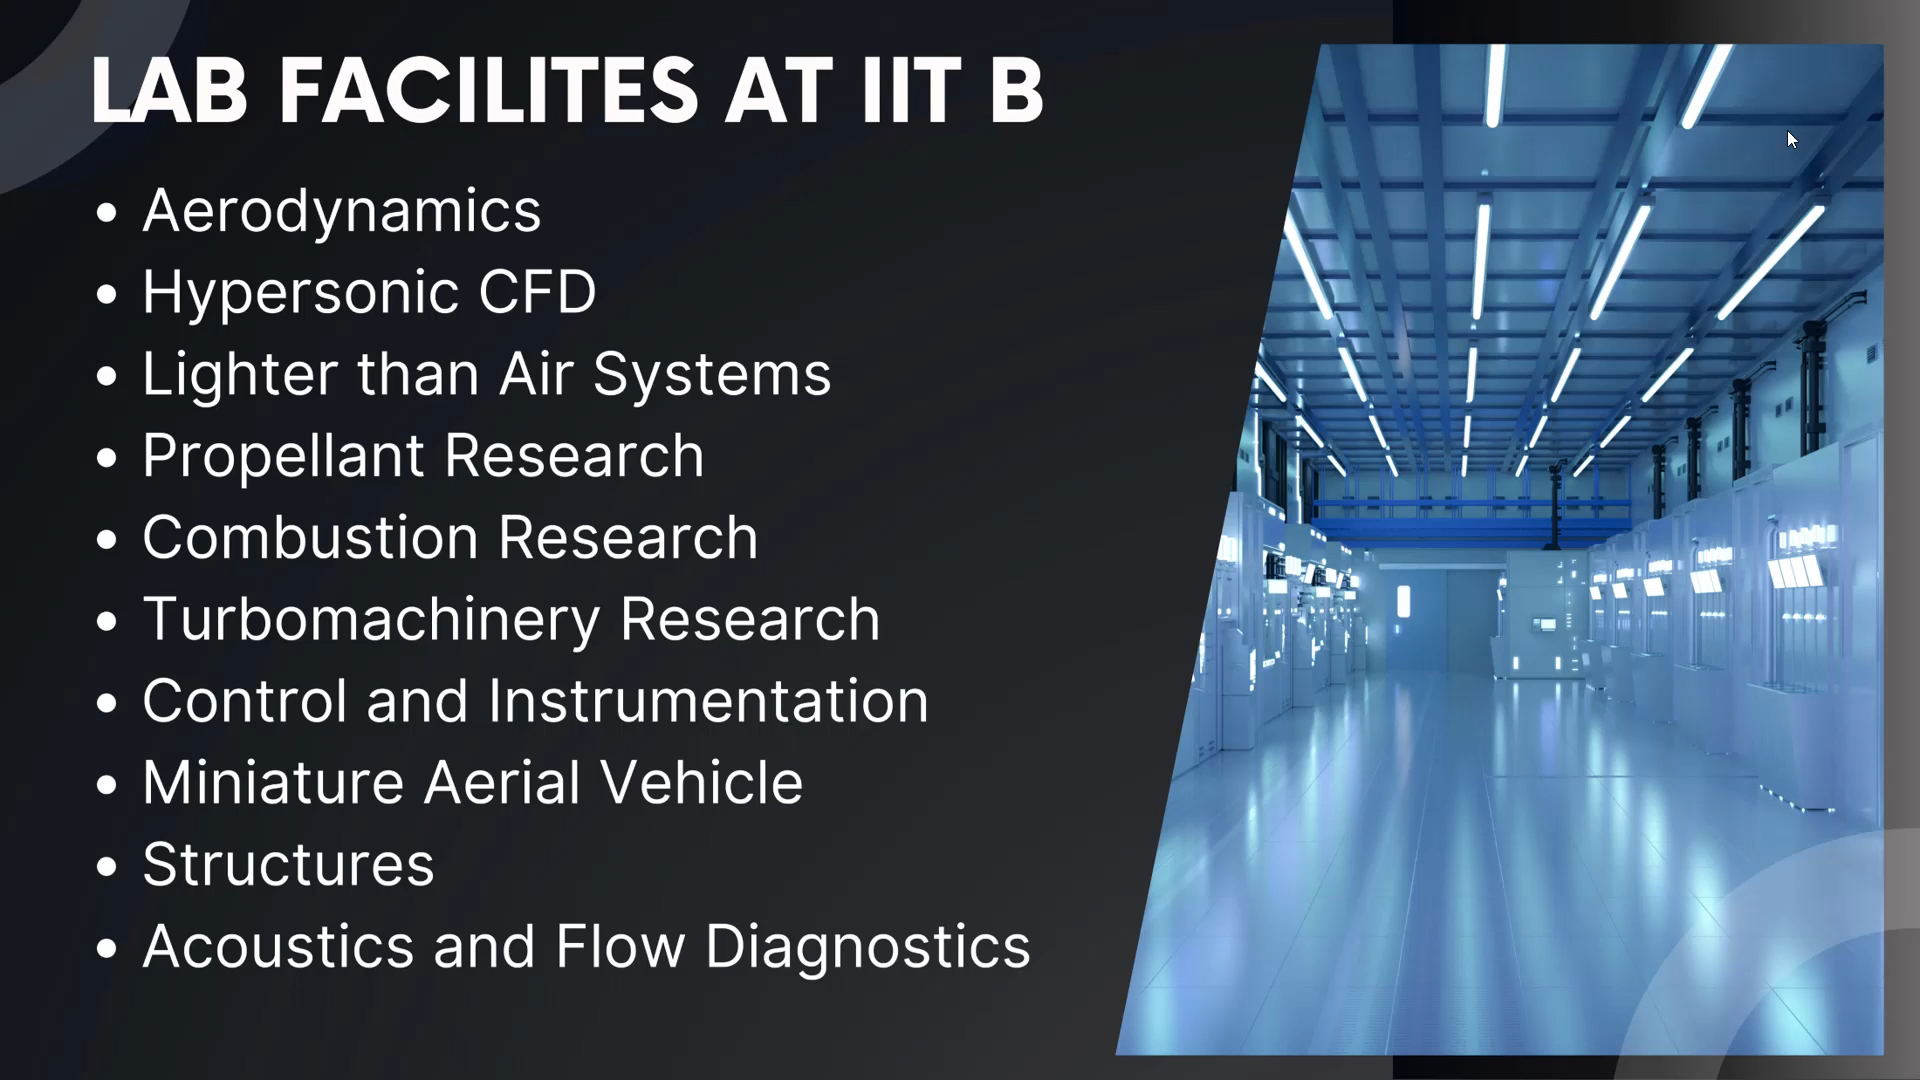 LAB FACILITES AT IIT B
• Aerodynamics
• Hypersonic CFD
• Lighter than Air Systems
• Propellant Research
• Combustion Research
• Turbomachinery Research
• Control and Instrumentation
• Miniature Aerial Vehicle
• Structures
• Acoustics and Flow Diagnostics